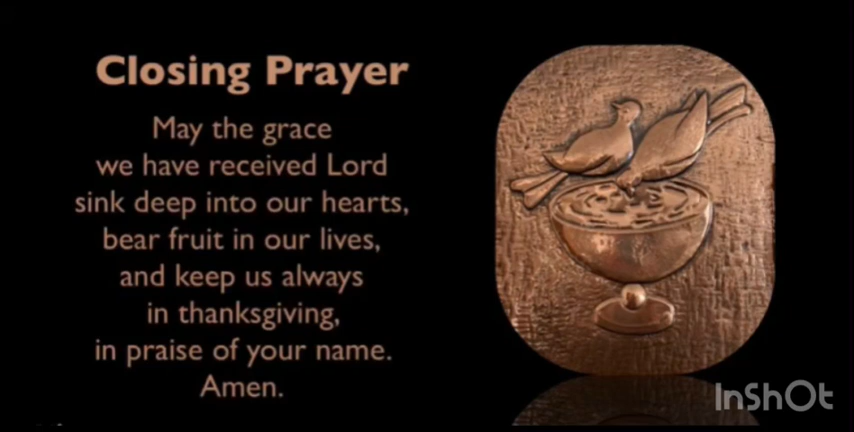 Closing Prayer
May the grace
we have received Lord
sink deep into our hearts,
bear fruit in our lives,
and keep us always
in thanksgiving,
in praise of your name.
Amen.
InShOt